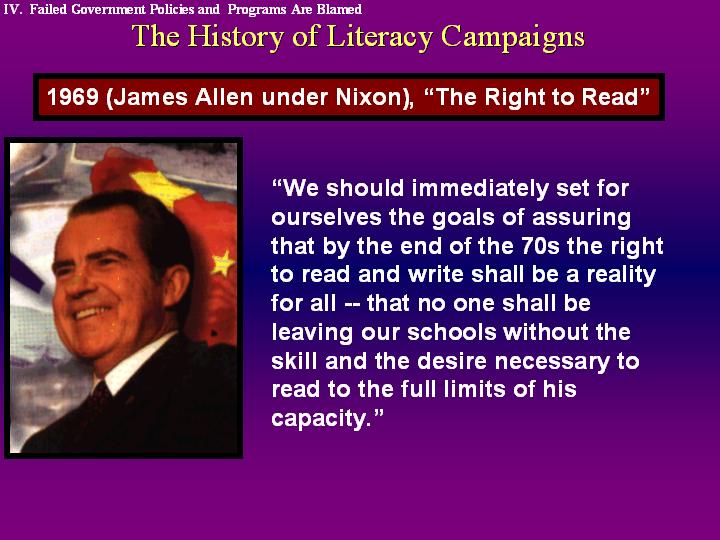 IV.  Failed Government Policies and  Programs Are Blamed
The History of Literacy Campaigns
1969 (James Allen under Nixon), “The Right to Read”
“We should immediately set for
ourselves the goals of assuring
that by the end of the 70s the right
to read and write shall be a reality
for all -- that no one shall be
leaving our schools without the
skill and the desire necessary to
read to the full limits of his
capacity.”